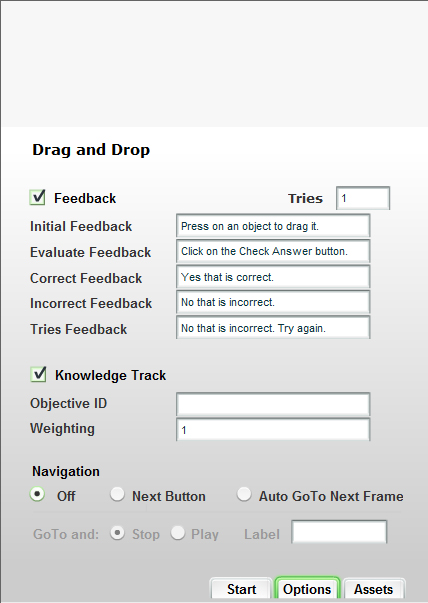 Drag and Drop
Feedback Tries 1
Initial Feedback Press on an object to drag it.
Evaluate Feedback Click on the Check Answer button.
Correct Feedback Yes that is correct.
Incorrect Feedback No that is incorrect.
Tries Feedback No that is incorrect. Try again.
Knowledge Track
Objective ID
Weighting 1
Navigation
Off Next Button Auto GoTo Next Frame
GoTo and: Stop Play Label
Start Options Assets